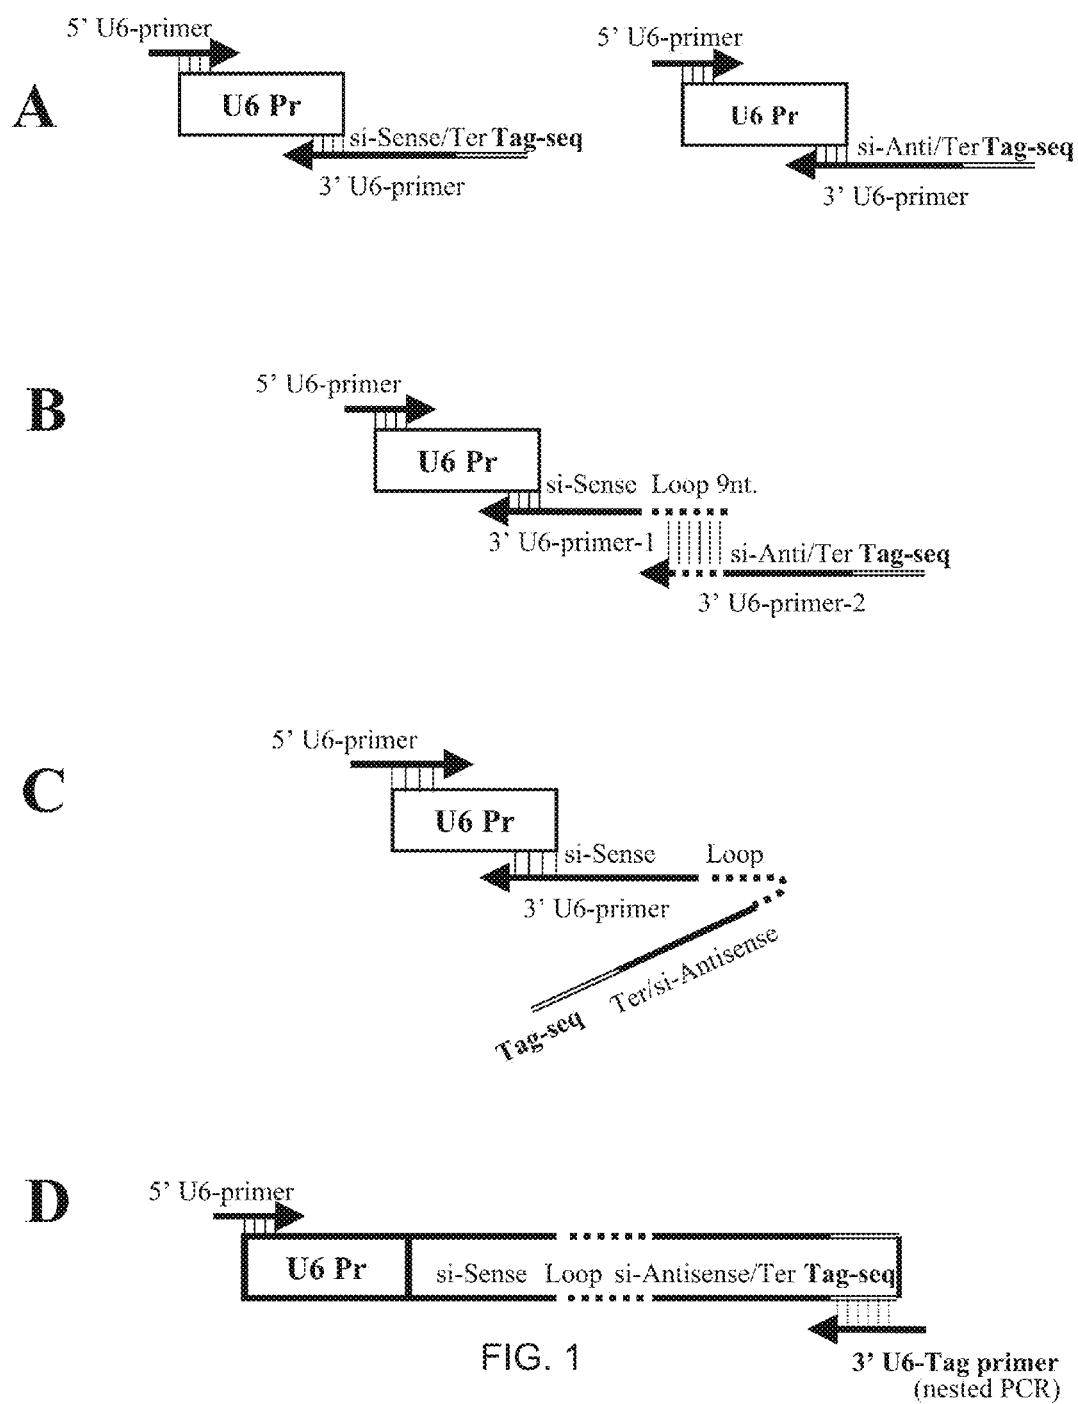 A
5' U6-primer
U6 Pr
si-Sense/Ter Tag-seq
3' U6-primer
5' U6-primer
U6 Pr
si-Anti/Ter Tag-seq
3' U6-primer
B
5' U6-primer
U6 Pr
si-Sense Loop 9nt.
3' U6-primer-1
si-Anti/Ter Tag-seq
3' U6-primer-2
C
5' U6-primer
U6 Pr
si-Sense Loop
3' U6-primer
Ter/si-Antisense
Tag-seq
D
5' U6-primer
U6 Pr
si-Sense Loop si-Antisense/Ter Tag-seq
3' U6-Tag primer
(nested PCR)
FIG. 1